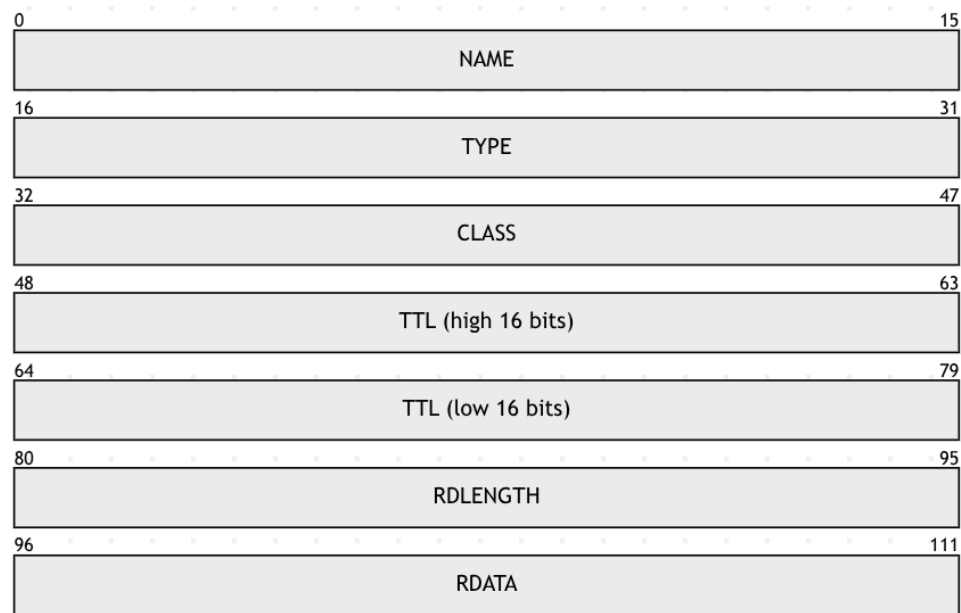 0 15
NAME
16 31
TYPE
32 47
CLASS
48 63
TTL (high 16 bits)
64 79
TTL (low 16 bits)
80 95
RDLENGTH
96 111
RDATA